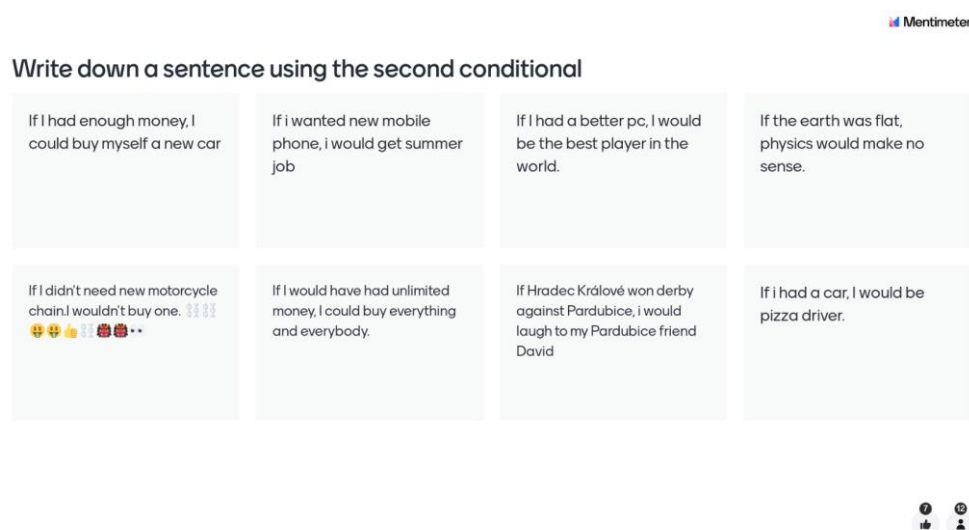 Mentimeter
Write down a sentence using the second conditional
If I had enough money, I
could buy myself a new car
If i wanted new mobile
phone, i would get summer
job
If I had a better pc, I would
be the best player in the
world.
If the earth was flat,
physics would make no
sense.
If I didn't need new motorcycle
chain.I wouldn't buy one. ⛓️⛓️
🤑🤑👍⛓️👹👹👀
If I would have had unlimited
money, I could buy everything
and everybody.
If Hradec Králové won derby
against Pardubice, i would
laugh to my Pardubice friend
David
If i had a car, I would be
pizza driver.
7
12